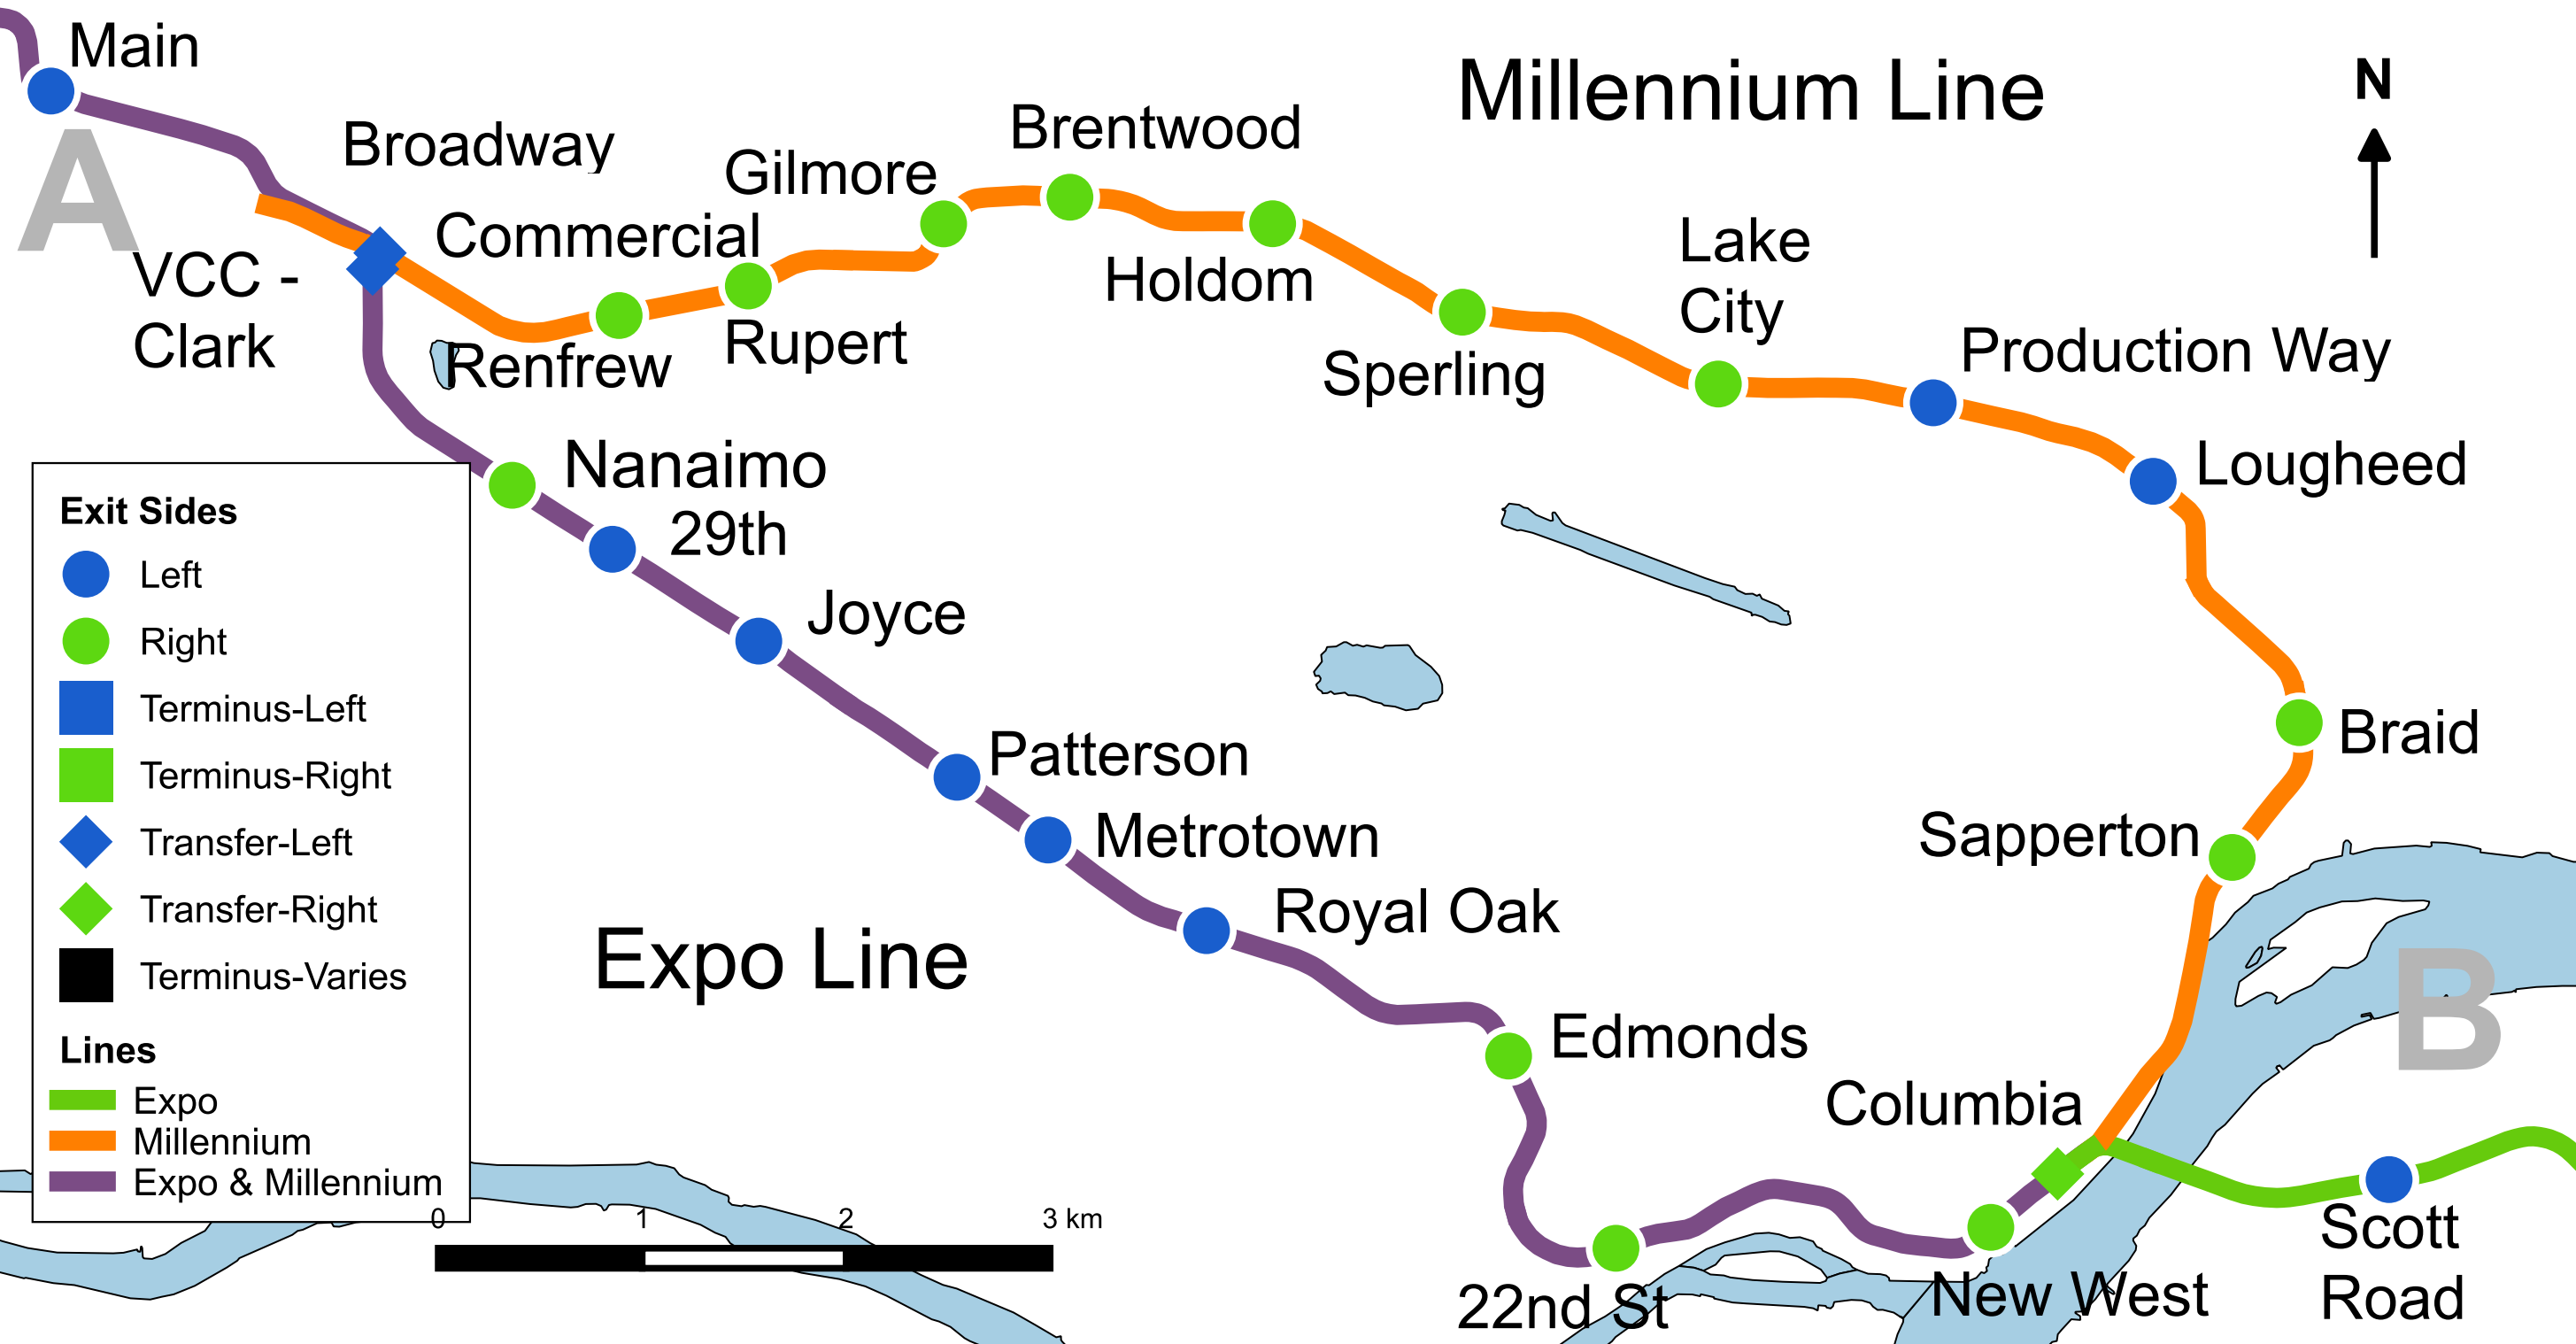 Main
Millennium Line
N
A
Broadway
Brentwood
Gilmore
Commercial
VCC -
Clark
Holdom
Lake
City
Renfrew
Rupert
Sperling
Production Way
Nanaimo
Lougheed
29th
Joyce
Patterson
Braid
Metrotown
Sapperton
Royal Oak
Expo Line
B
Edmonds
Columbia
Scott
Road
22nd St
New West
Exit Sides
Left
Right
Terminus-Left
Terminus-Right
Transfer-Left
Transfer-Right
Terminus-Varies
Lines
Expo
Millennium
Expo & Millennium
0 1 2 3 km